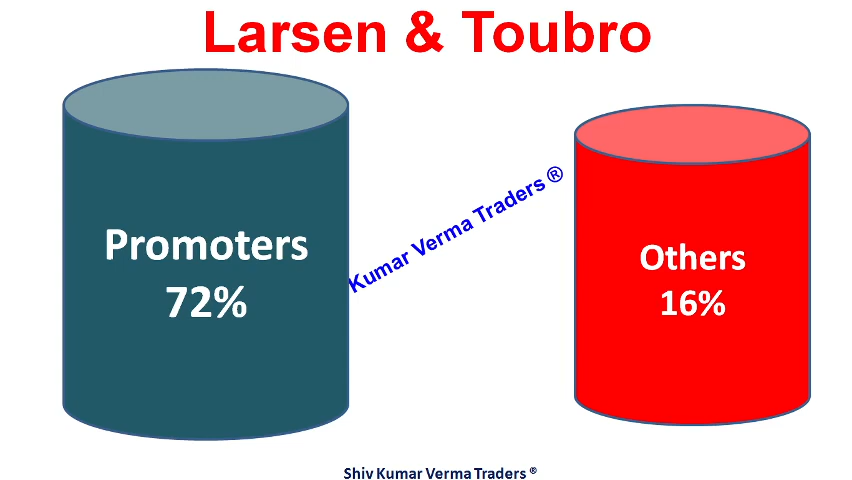 Larsen & Toubro
Promoters
72%
Kumar Verma Traders ®
Others
16%
Shiv Kumar Verma Traders ®